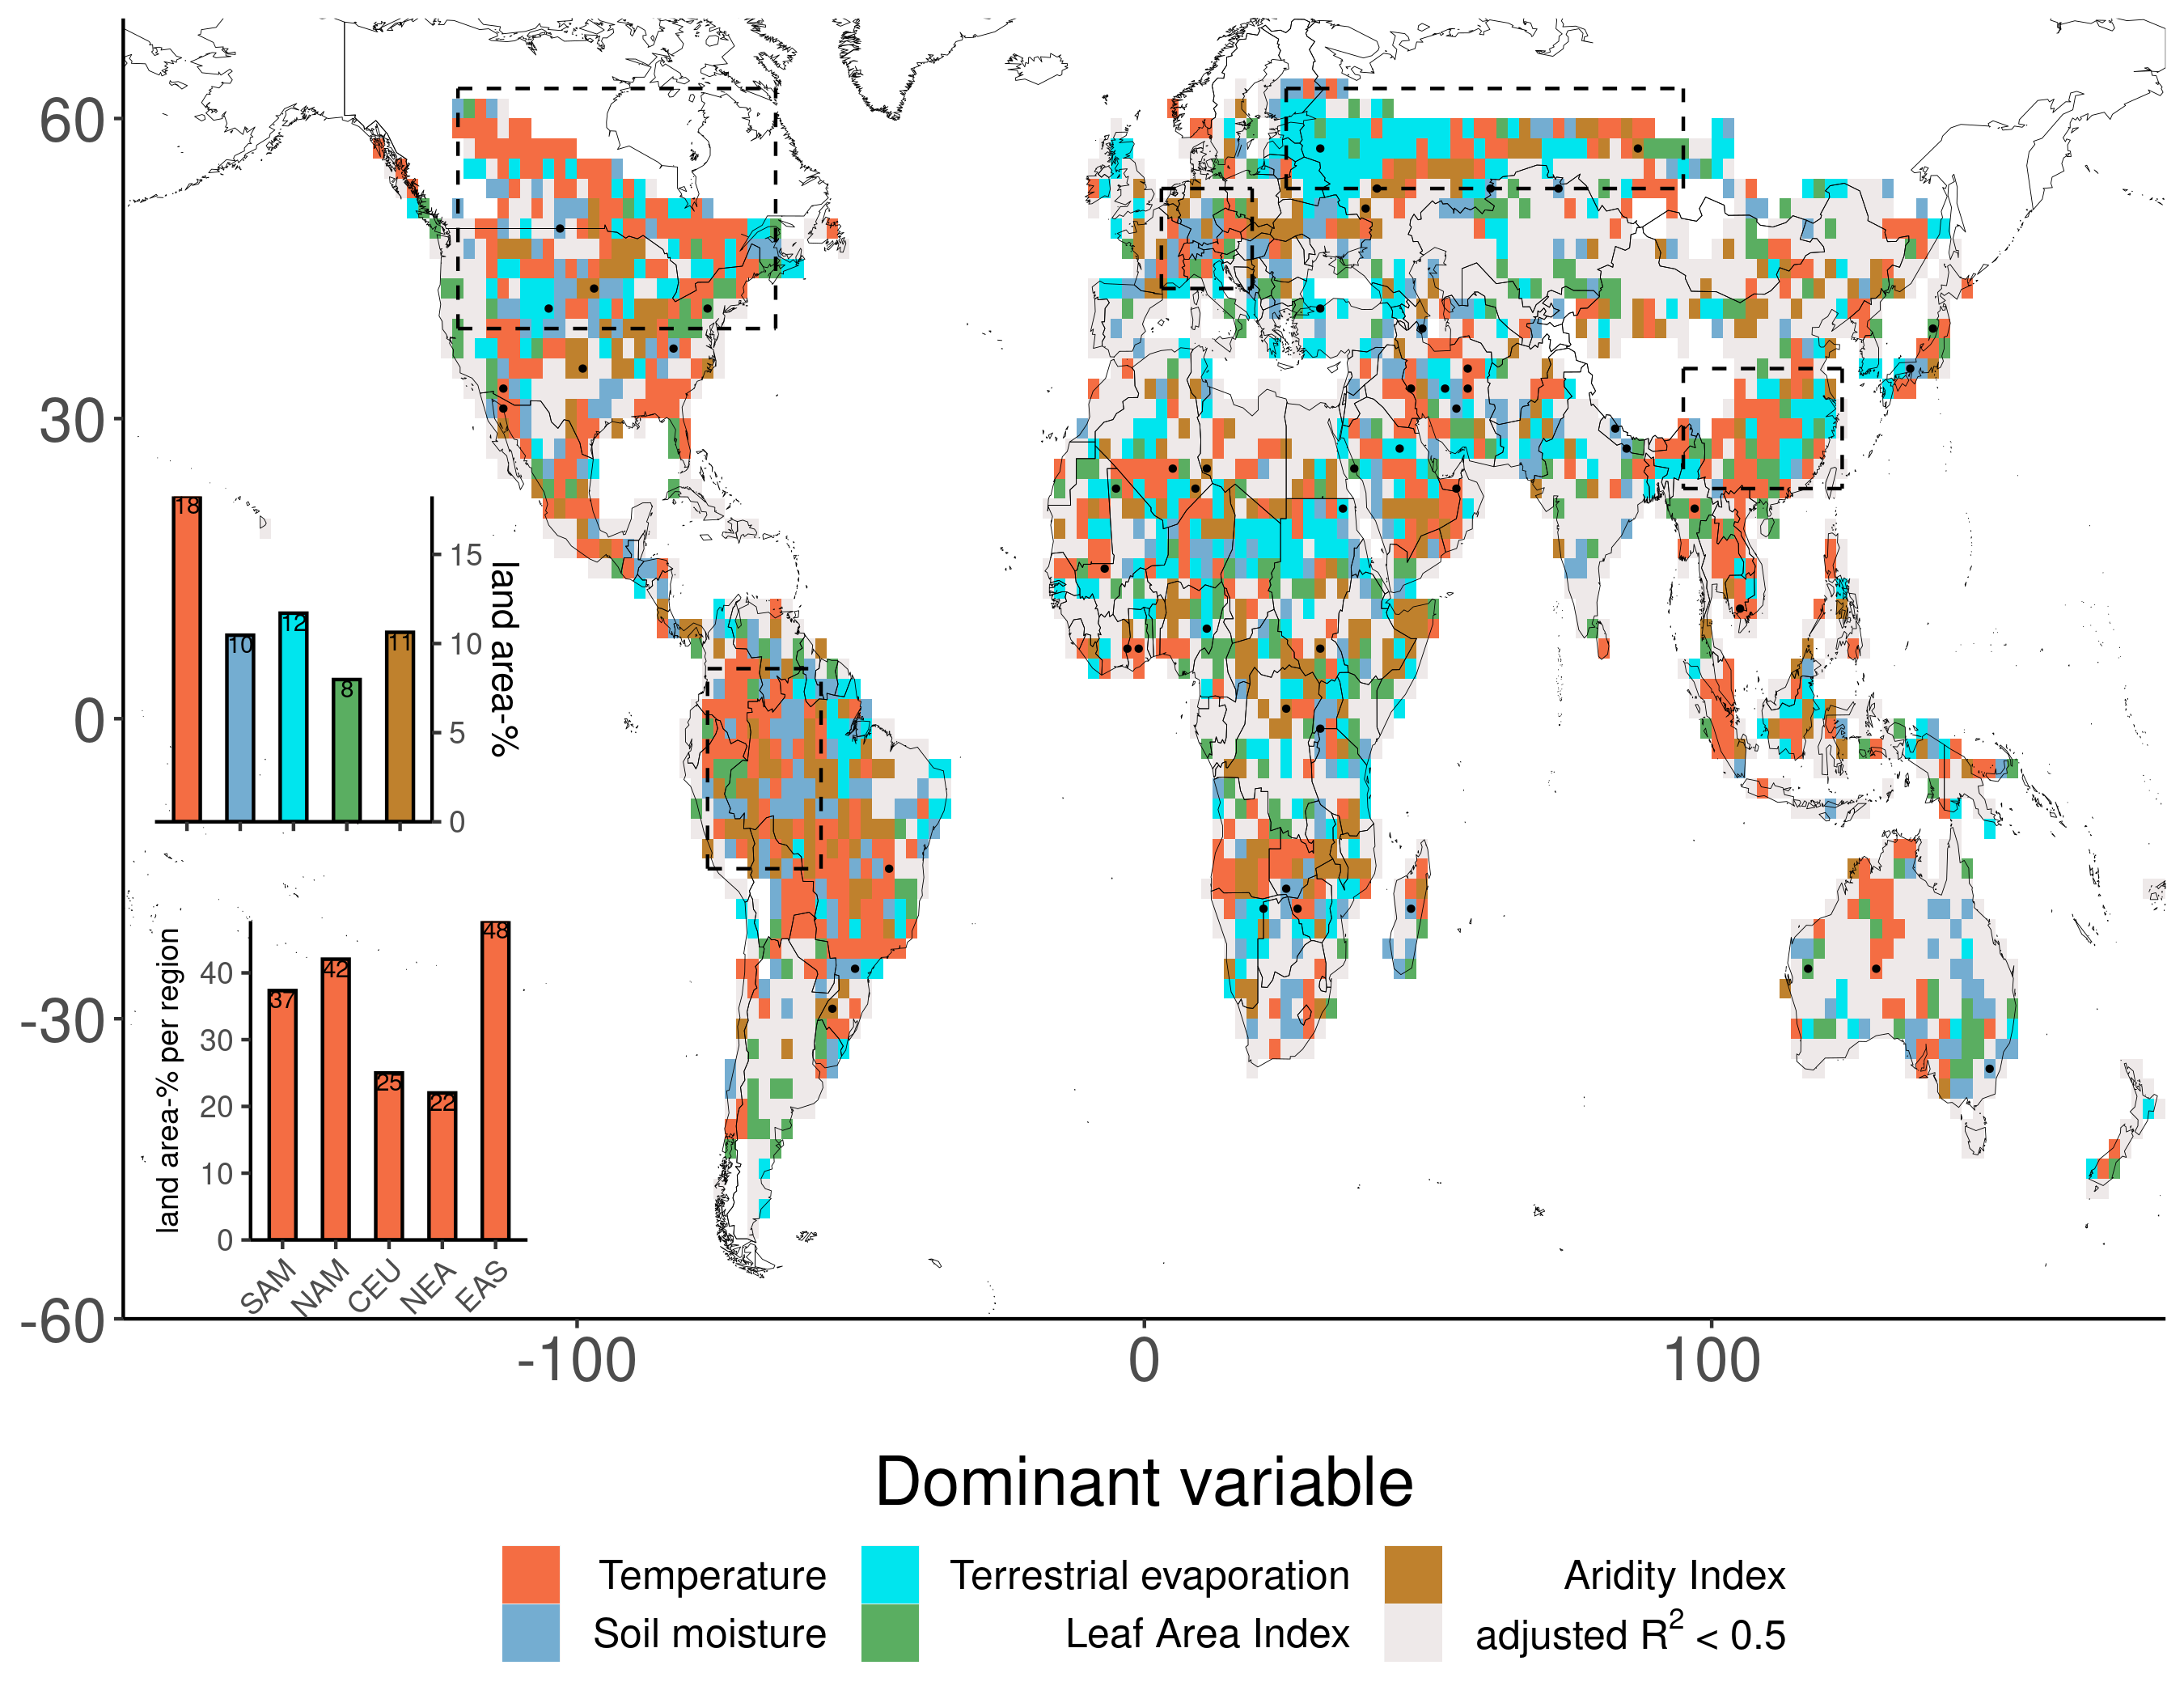 60
30
0
-30
-60
-100
0
100
18
10
12
8
11
15
10
5
0
land area-%
land area-% per region
40
30
20
10
0
37
42
25
22
48
SAM
NAM
CEU
NEA
EAS
Dominant variable
Temperature
Terrestrial evaporation
Aridity Index
Soil moisture
Leaf Area Index
adjusted R² < 0.5